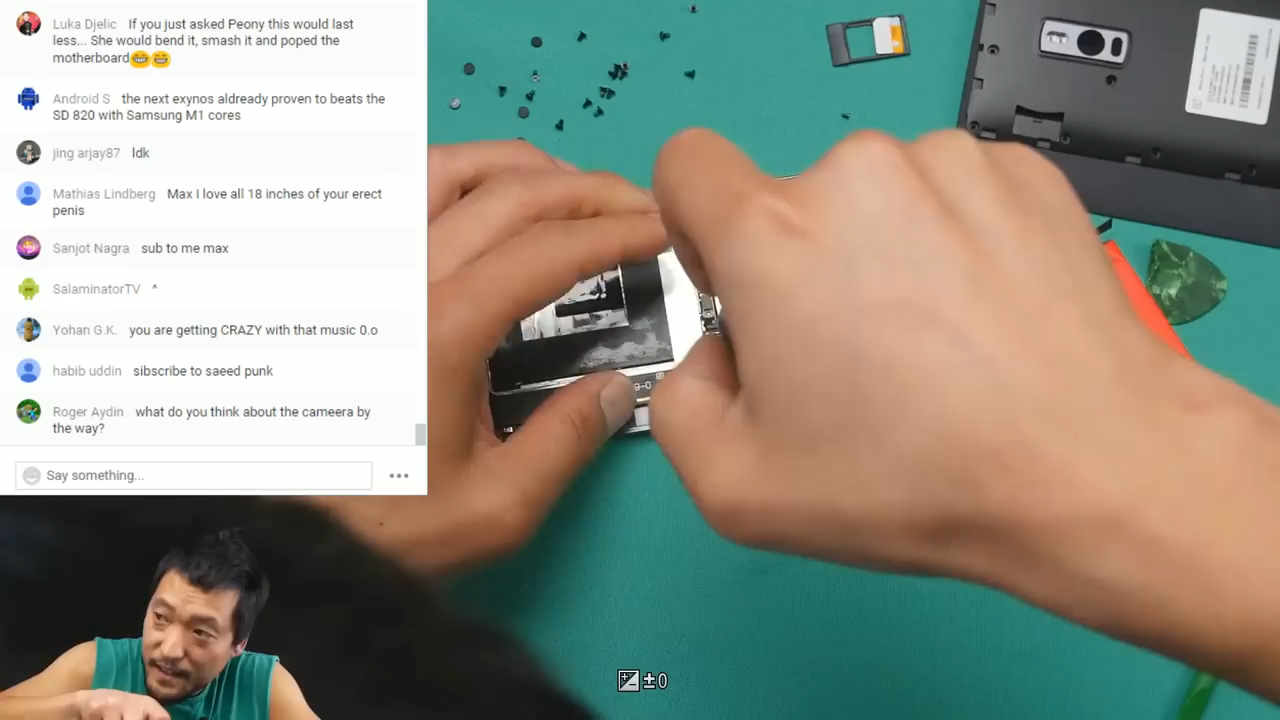 Luka Djelic If you just asked Peony this would last
less... She would bend it, smash it and poped the
motherboard😂😂
Android S the next exynos aldready proven to beats the
SD 820 with Samsung M1 cores
jing arjay87 ldk
Mathias Lindberg Max I love all 18 inches of your erect
penis
Sanjot Nagra sub to me max
SalaminatorTV ^
Yohan G.K. you are getting CRAZY with that music 0.o
habib uddin sibscribe to saeed punk
Roger Aydin what do you think about the cameera by
the way?
Say something...
±0